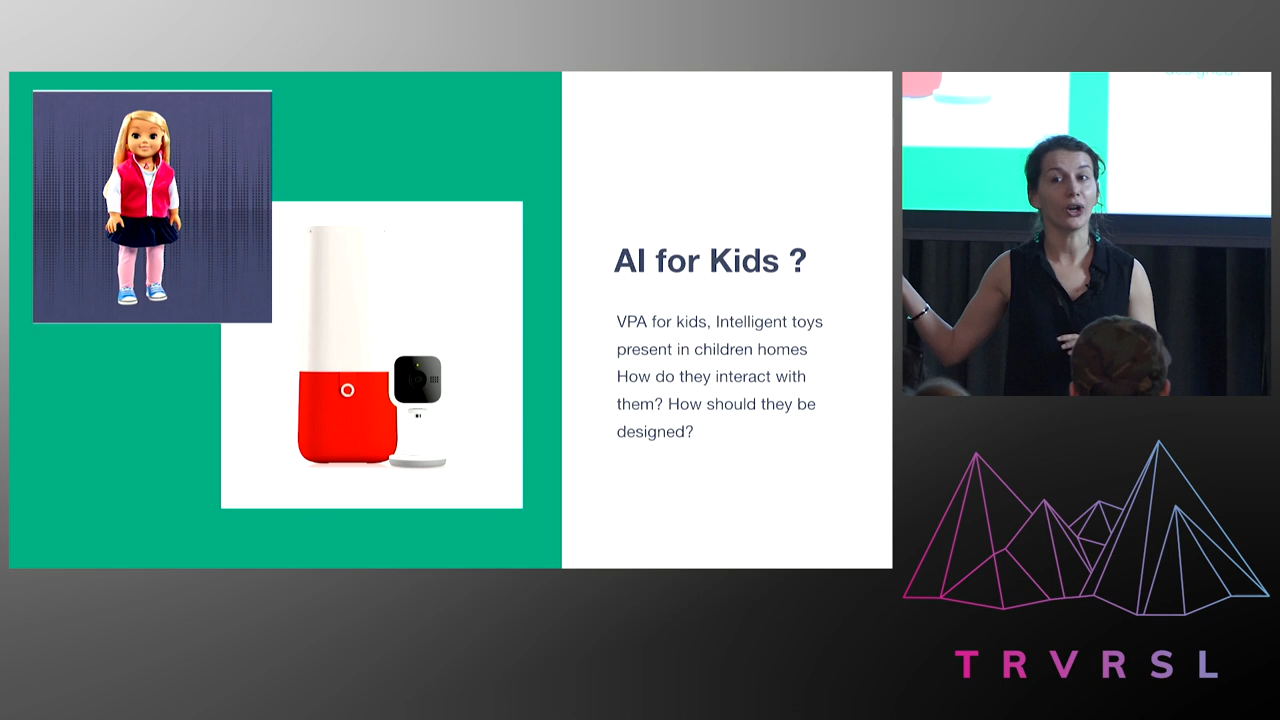 AI for Kids ?
VPA for kids, Intelligent toys
present in children homes
How do they interact with
them? How should they be
designed?
designed?
TRVRSL